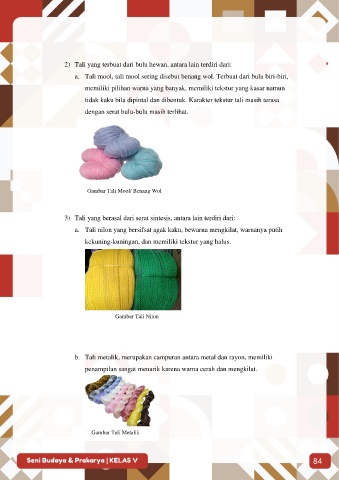 2) Tali yang terbuat dari bulu hewan, antara lain terdiri dari:
a. Tali mool, tali mool sering disebut benang wol. Terbuat dari bulu biri-biri,
memiliki pilihan warna yang banyak, memiliki tekstur yang kasar namun
tidak kaku bila dipintal dan dibentuk. Karakter tekstur tali masih terasa
dengan serat bulu-bulu masih terlihat.
Gambar Tali Mool/ Benang Wol
3) Tali yang berasal dari serat sintesis, antara lain terdiri dari:
a. Tali nilon yang bersifsat agak kaku, bewarna mengkilat, warnanya putih
kekuning-kuningan, dan memiliki tekstur yang halus.
Gambar Tali Nilon
b. Tali metalik, merupakan campuran antara metal dan rayon, memiliki
penampilan sangat menarik karena warna cerah dan mengkilat.
Gambar Tali Metalik
Seni Budaya & Prakarya | KELAS V
84